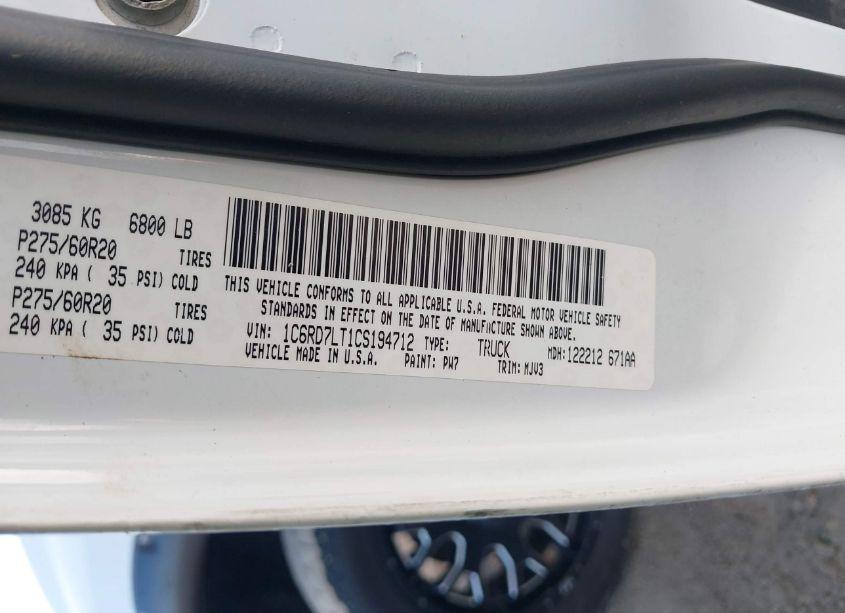 3085 KG 6800 LB
P275/60R20 TIRES
240 KPA ( 35 PSI) COLD
P275/60R20 TIRES
240 KPA ( 35 PSI) COLD
THIS VEHICLE CONFORMS TO ALL APPLICABLE U.S.A. FEDERAL MOTOR VEHICLE SAFETY
STANDARDS IN EFFECT ON THE DATE OF MANUFACTURE SHOWN ABOVE.
VIN: 1C6RD7LT1CS194712 TYPE: TRUCK MDH:122212 671AA
VEHICLE MADE IN U.S.A. PAINT: PW7 TRIM: MJV3